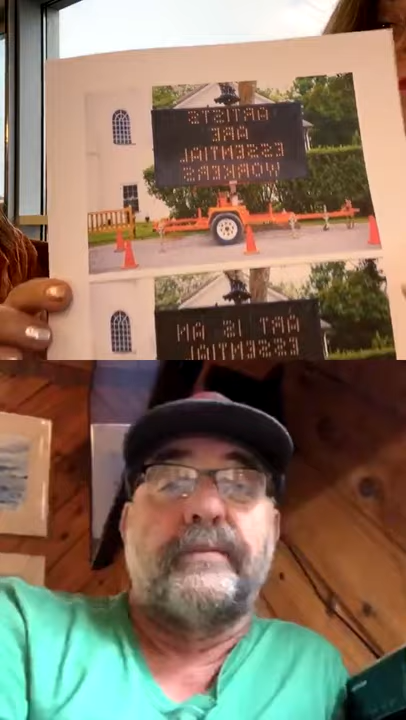 ARTISTS
ARE
ESSENTIAL
WORKERS
ART IS AN
ESSENTIAL